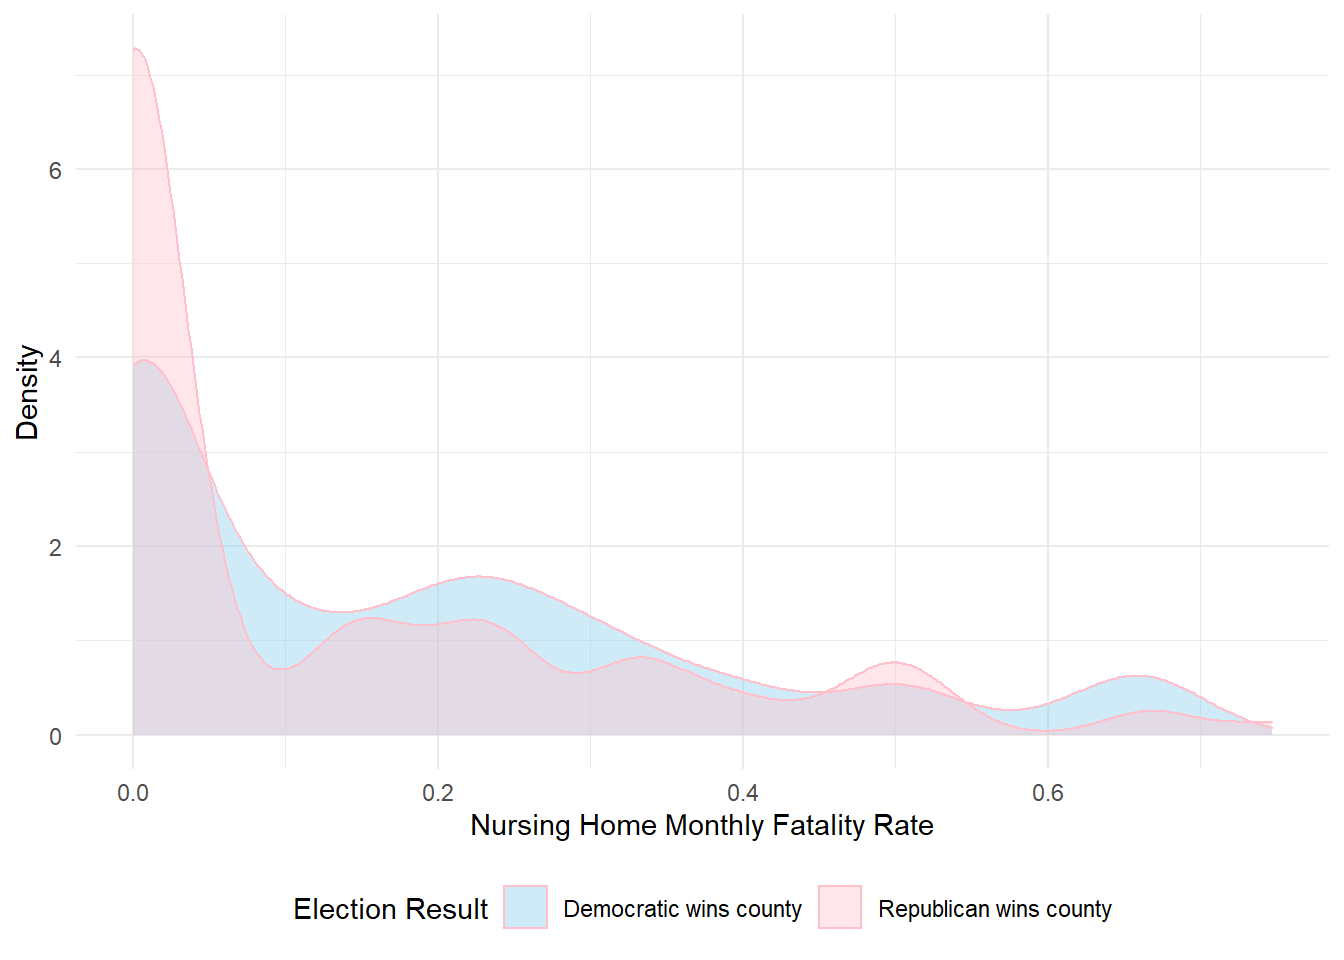 Density
6
4
2
0
0.0 0.2 0.4 0.6
Nursing Home Monthly Fatality Rate
Election Result Democratic wins county Republican wins county